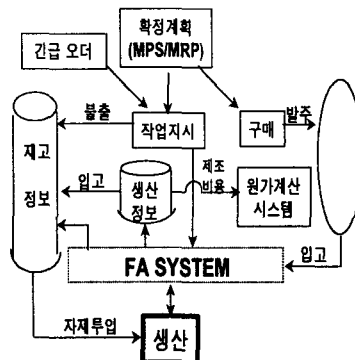 확정계획
(MPS/MRP)
긴급 오더
불출
작업지시
구매
발주
재고
정보
입고
생산
정보
제조
비용
원가계산
시스템
FA SYSTEM
입고
자재투입
생산